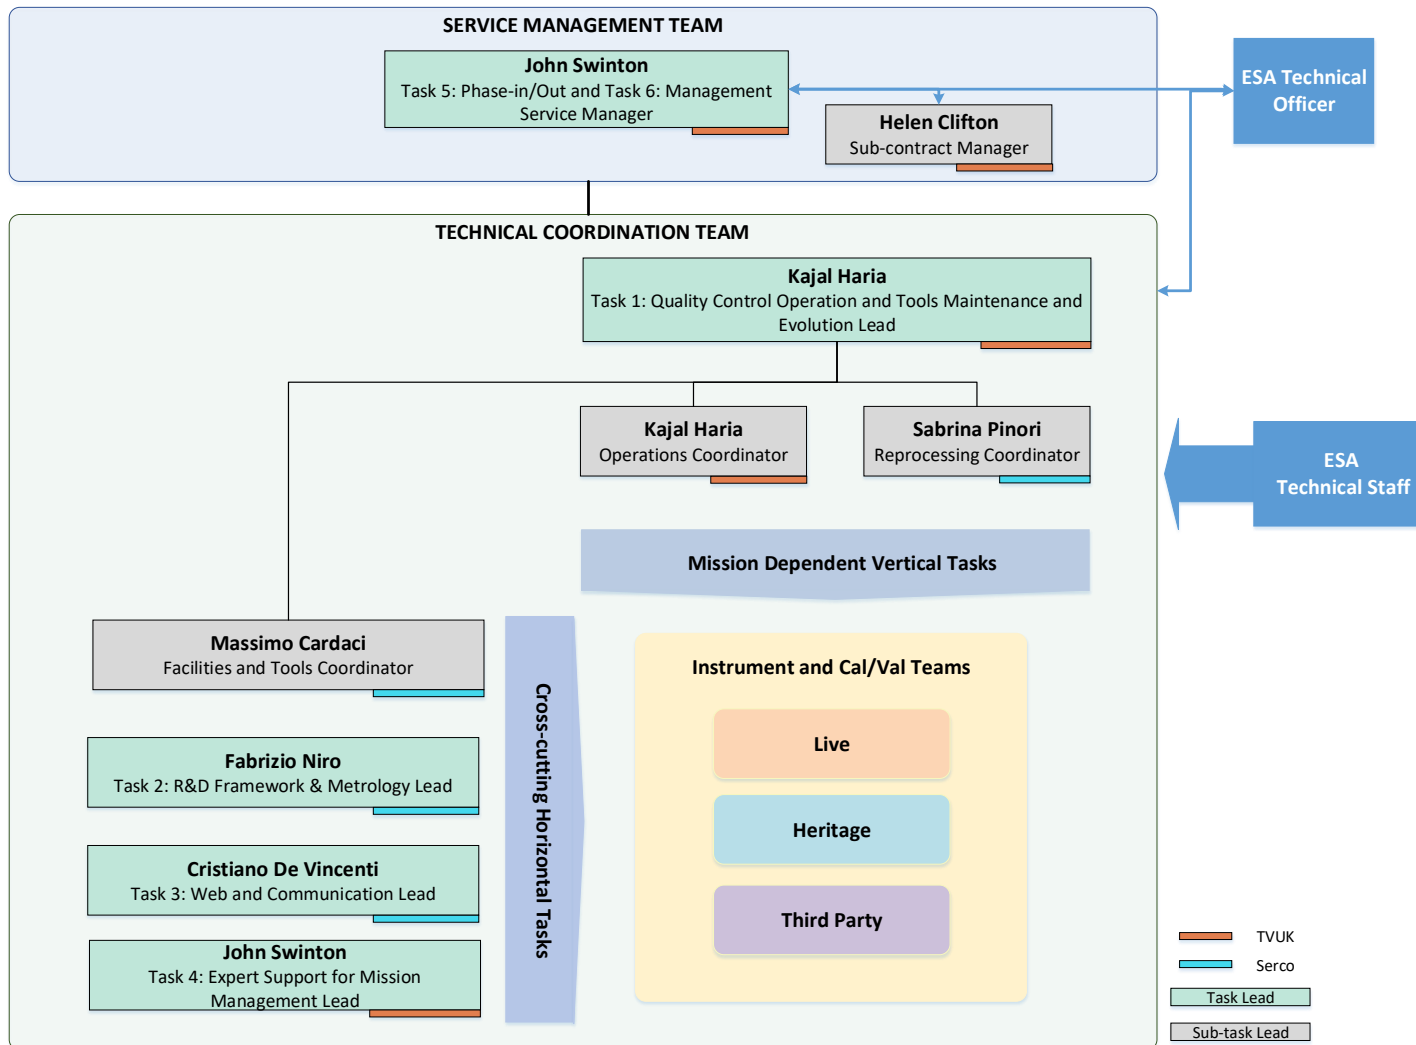 SERVICE MANAGEMENT TEAM
John Swinton
Task 5: Phase-in/Out and Task 6: Management
Service Manager
Helen Clifton
Sub-contract Manager
ESA Technical
Officer
TECHNICAL COORDINATION TEAM
Kajal Haria
Task 1: Quality Control Operation and Tools Maintenance and
Evolution Lead
Kajal Haria
Operations Coordinator
Sabrina Pinori
Reprocessing Coordinator
ESA
Technical Staff
Mission Dependent Vertical Tasks
Massimo Cardaci
Facilities and Tools Coordinator
Fabrizio Niro
Task 2: R&D Framework & Metrology Lead
Cristiano De Vincenti
Task 3: Web and Communication Lead
John Swinton
Task 4: Expert Support for Mission
Management Lead
Cross-cutting Horizontal Tasks
Instrument and Cal/Val Teams
Live
Heritage
Third Party
TVUK
Serco
Task Lead
Sub-task Lead